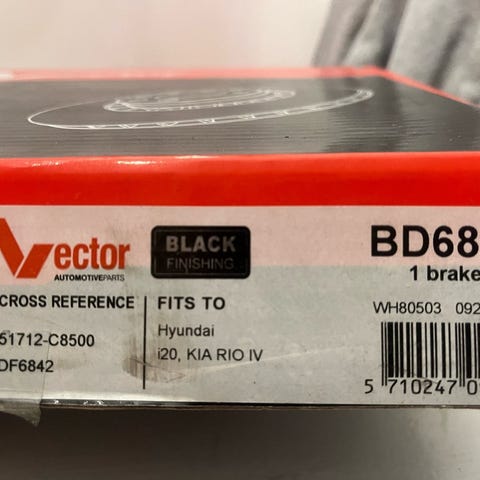 Vector
AUTOMOTIVEPARTS
BLACK
FINISHING
BD68
1 brake
CROSS REFERENCE
51712-C8500
DF6842
FITS TO
Hyundai
i20, KIA RIO IV
WH80503 092
5 710247 0